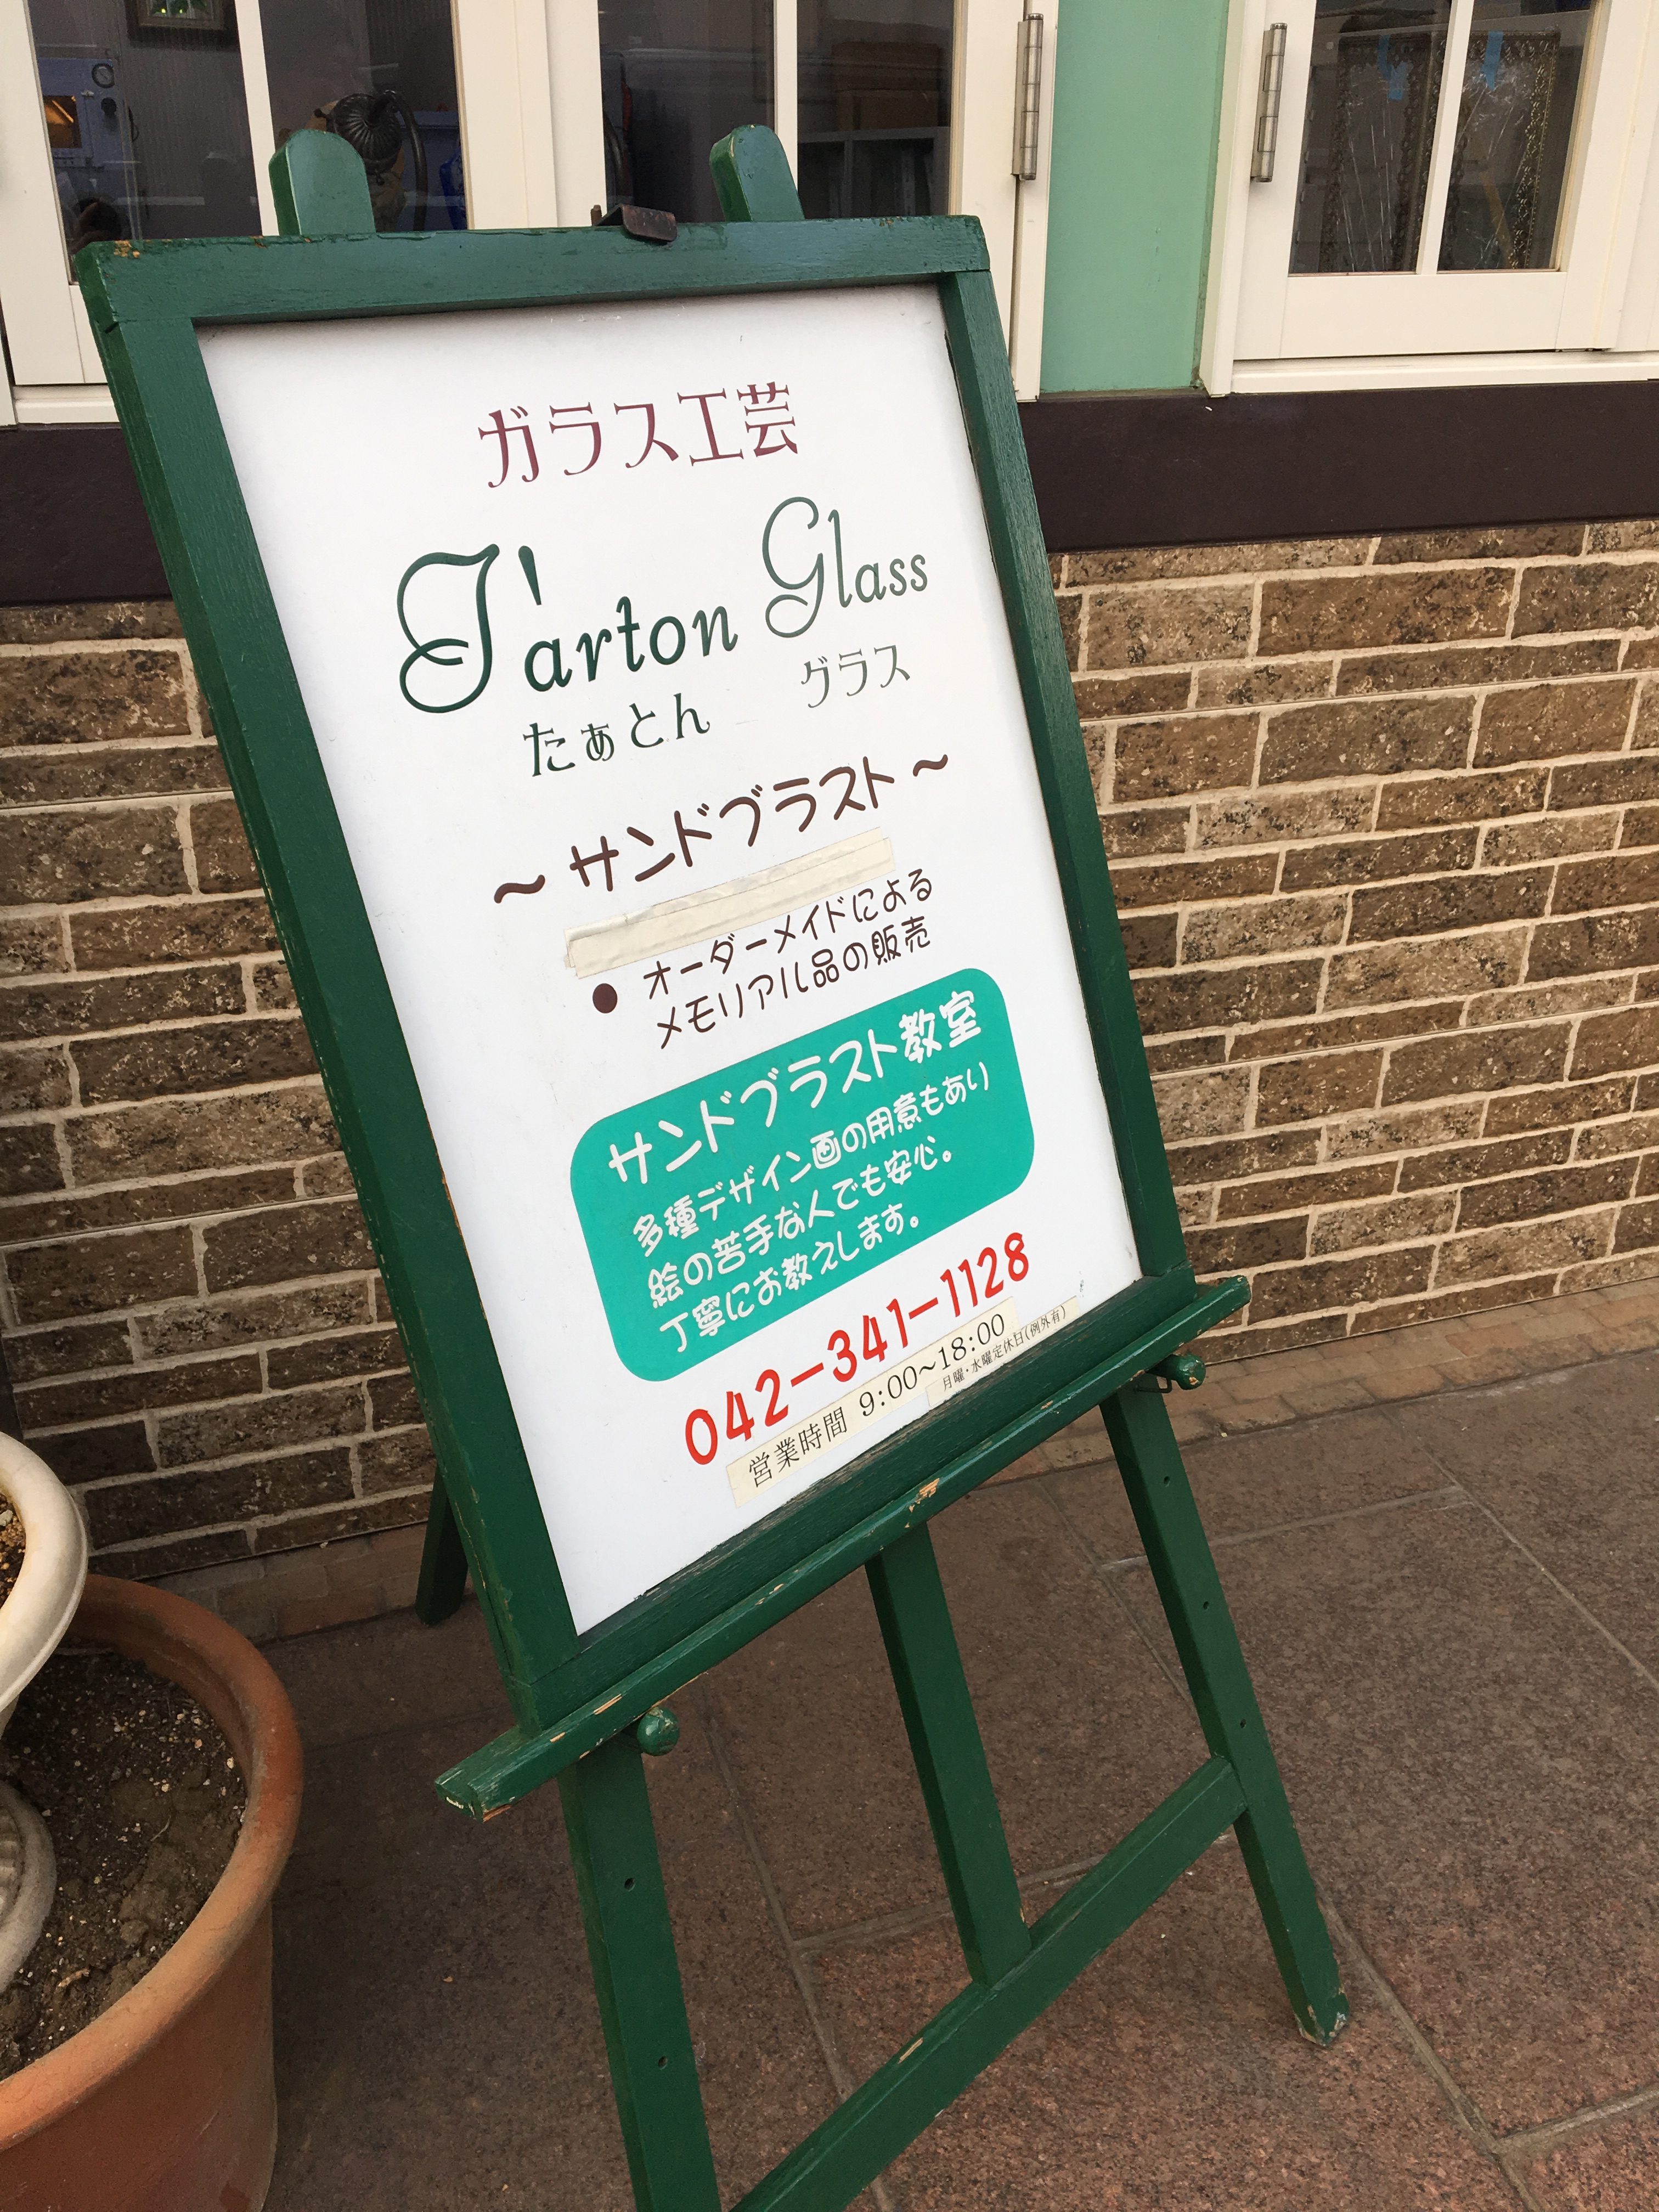 ガラス工芸
T'arton Glass
たぁとん グラス
～サンドブラスト～
● オーダーメイドによる
メモリアル品の販売
サンドブラスト教室
多種デザイン画の用意もあり
絵の苦手な人でも安心。
丁寧にお教えします。
042-341-1128
営業時間 9:00~18:00
月曜・水曜定休日(例外有)